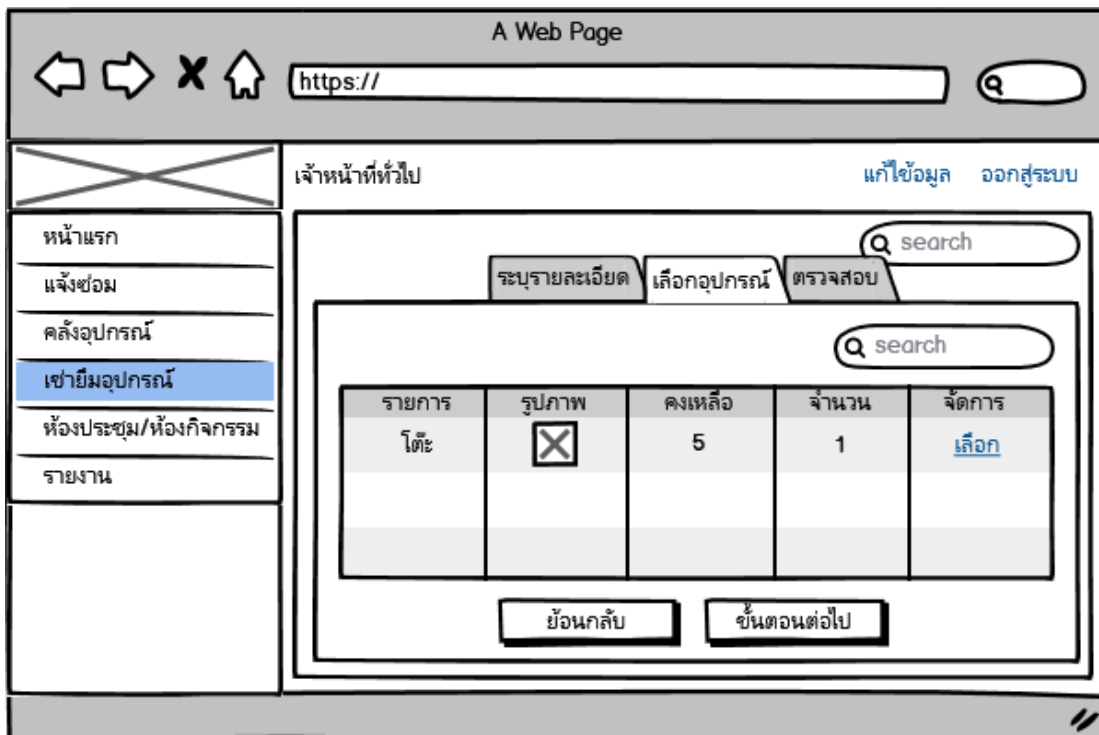 A Web Page
https://
เจ้าหน้าที่ทั่วไป
แก้ไข้อมูล ออกสู่ระบบ
หน้าแรก
แจ้งซ่อม
คลังอุปกรณ์
เช่ายืมอุปกรณ์
ห้องประชุม/ห้องกิจกรรม
รายงาน
search
ระบุรายละเอียด เลือกอุปกรณ์ ตรวจสอบ
search
รายการ รูปภาพ คงเหลือ จำนวน จัดการ
โต๊ะ 5 1 เลือก
ย้อนกลับ ขั้นตอนต่อไป